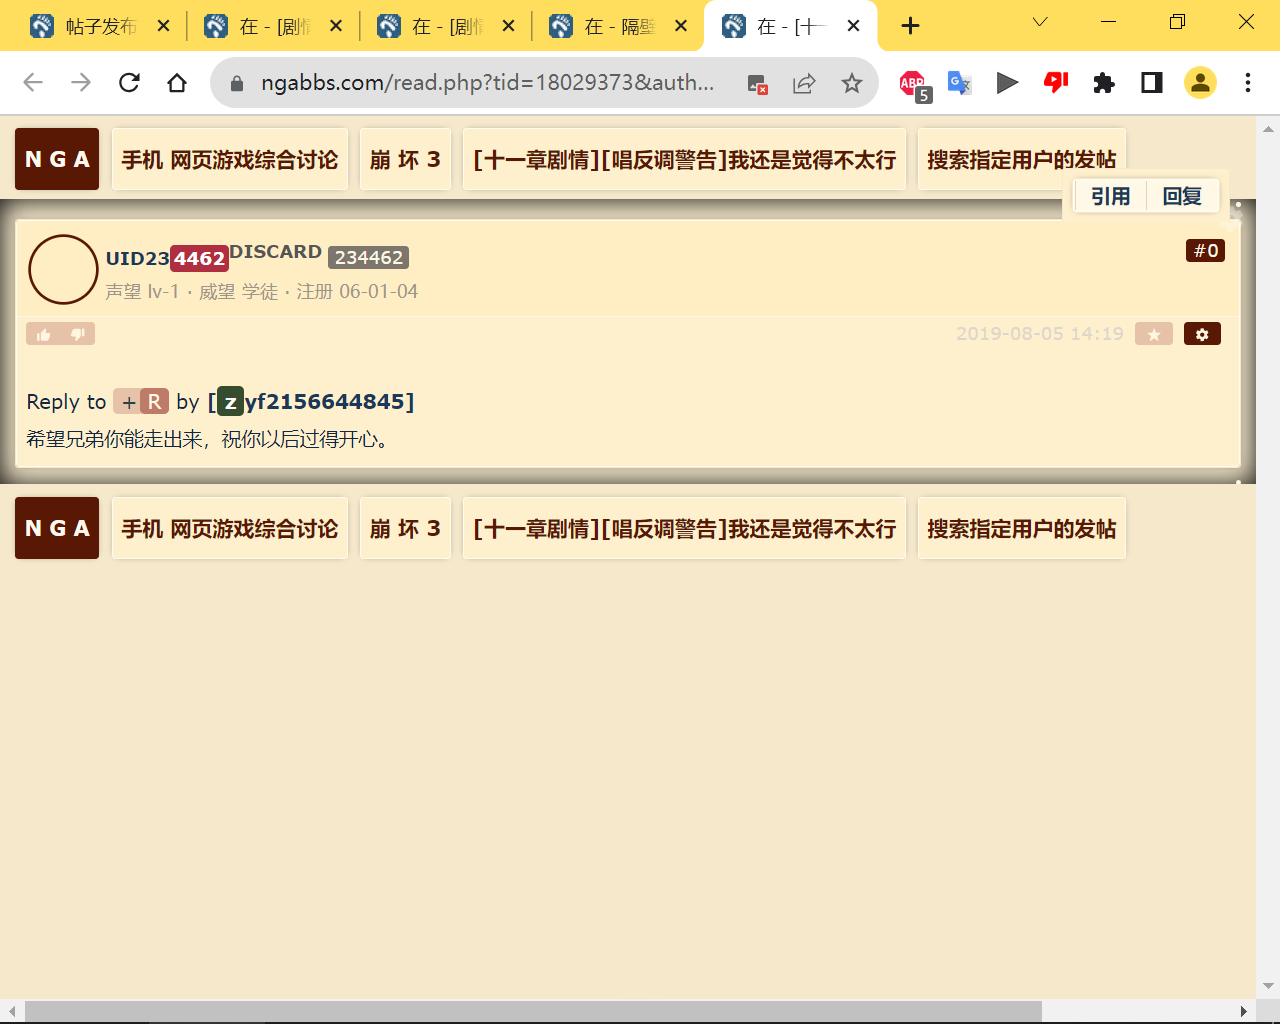 帖子发布
在 - [剧情
在 - [剧情
在 - 隔壁
在 - [十一
ngabbs.com/read.php?tid=18029373&auth...
ABP
5
N G A
手机 网页游戏综合讨论
崩 坏 3
[十一章剧情][唱反调警告]我还是觉得不太行
搜索指定用户的发帖
引用
回复
UID234462
DISCARD
234462
#0
声望 lv-1 · 威望 学徒 · 注册 06-01-04
2019-08-05 14:19
Reply to + R by [zyf2156644845]
希望兄弟你能走出来，祝你以后过得开心。
N G A
手机 网页游戏综合讨论
崩 坏 3
[十一章剧情][唱反调警告]我还是觉得不太行
搜索指定用户的发帖